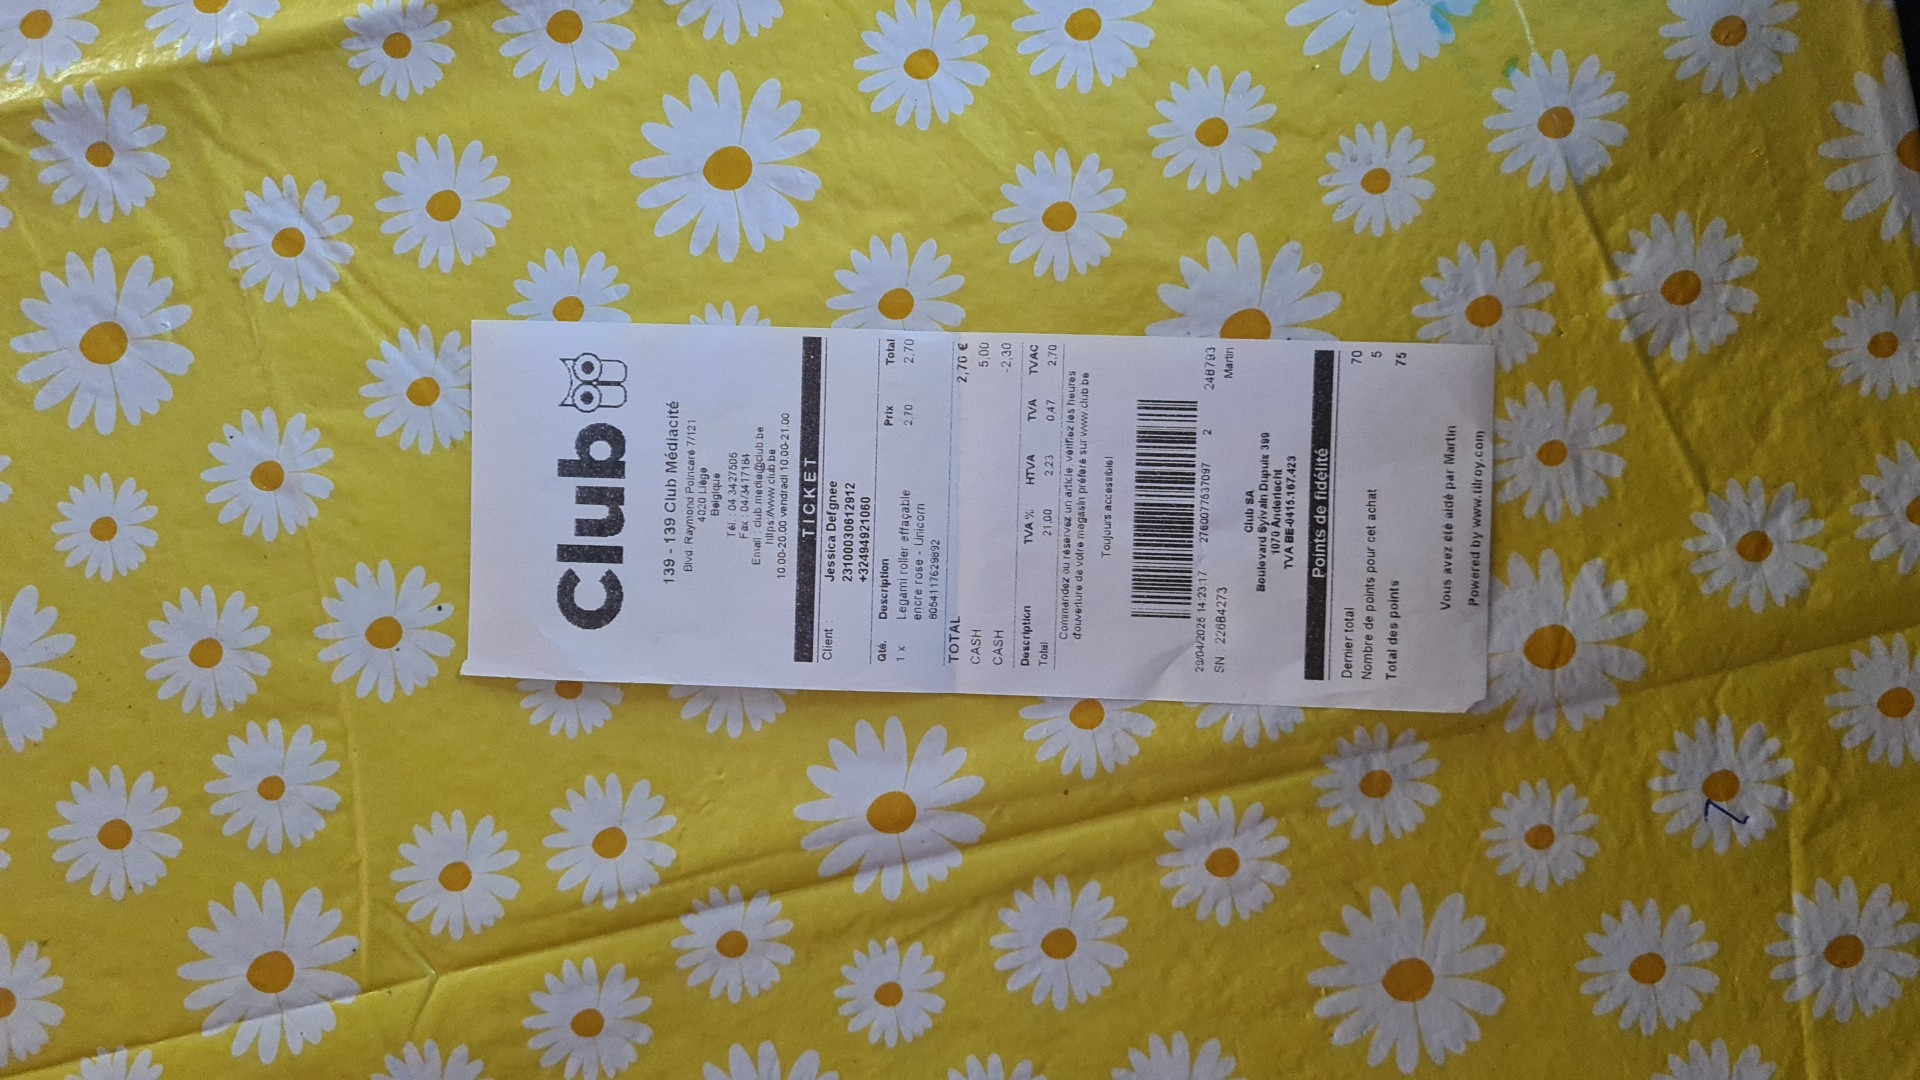 Club
139 - 139 Club Médiacité
Blvd. Raymond Poincaré 7/121
4020 Liège
Belgique
Tél. : 04 3427505
Fax : 04/3417184
Email : club.media@club.be
https://www.club.be
10.00-20.00 vendradi 10.00-21.00
TICKET
Client : Jessica Defgnee
23100030612912
+32494921060
Qté. Description Prix Total
1 x Legami roller effaçable 2,70 2,70
encre rose - Unicorn
8054117629892
TOTAL 2,70 €
CASH 5,00
CASH -2,30
Description TVA% HTVA TVA TVAC
Total 21,00 2,23 0,47 2,70
Commandez ou réservez un article, vérifiez les heures
d'ouverture de votre magasin préféré sur www.club.be
Toujours accessible!
29/04/2025 14:23:17 2760077637097 2 248793
SN : 226B4273 Martin
Club SA
Boulevard Sylvain Dupuis 399
1070 Anderlecht
TVA BE-0415.167.423
Points de fidélité
Dernier total 70
Nombre de points pour cet achat 5
Total des points 75
Vous avez été aidé par Martin
Powered by www.tilroy.com